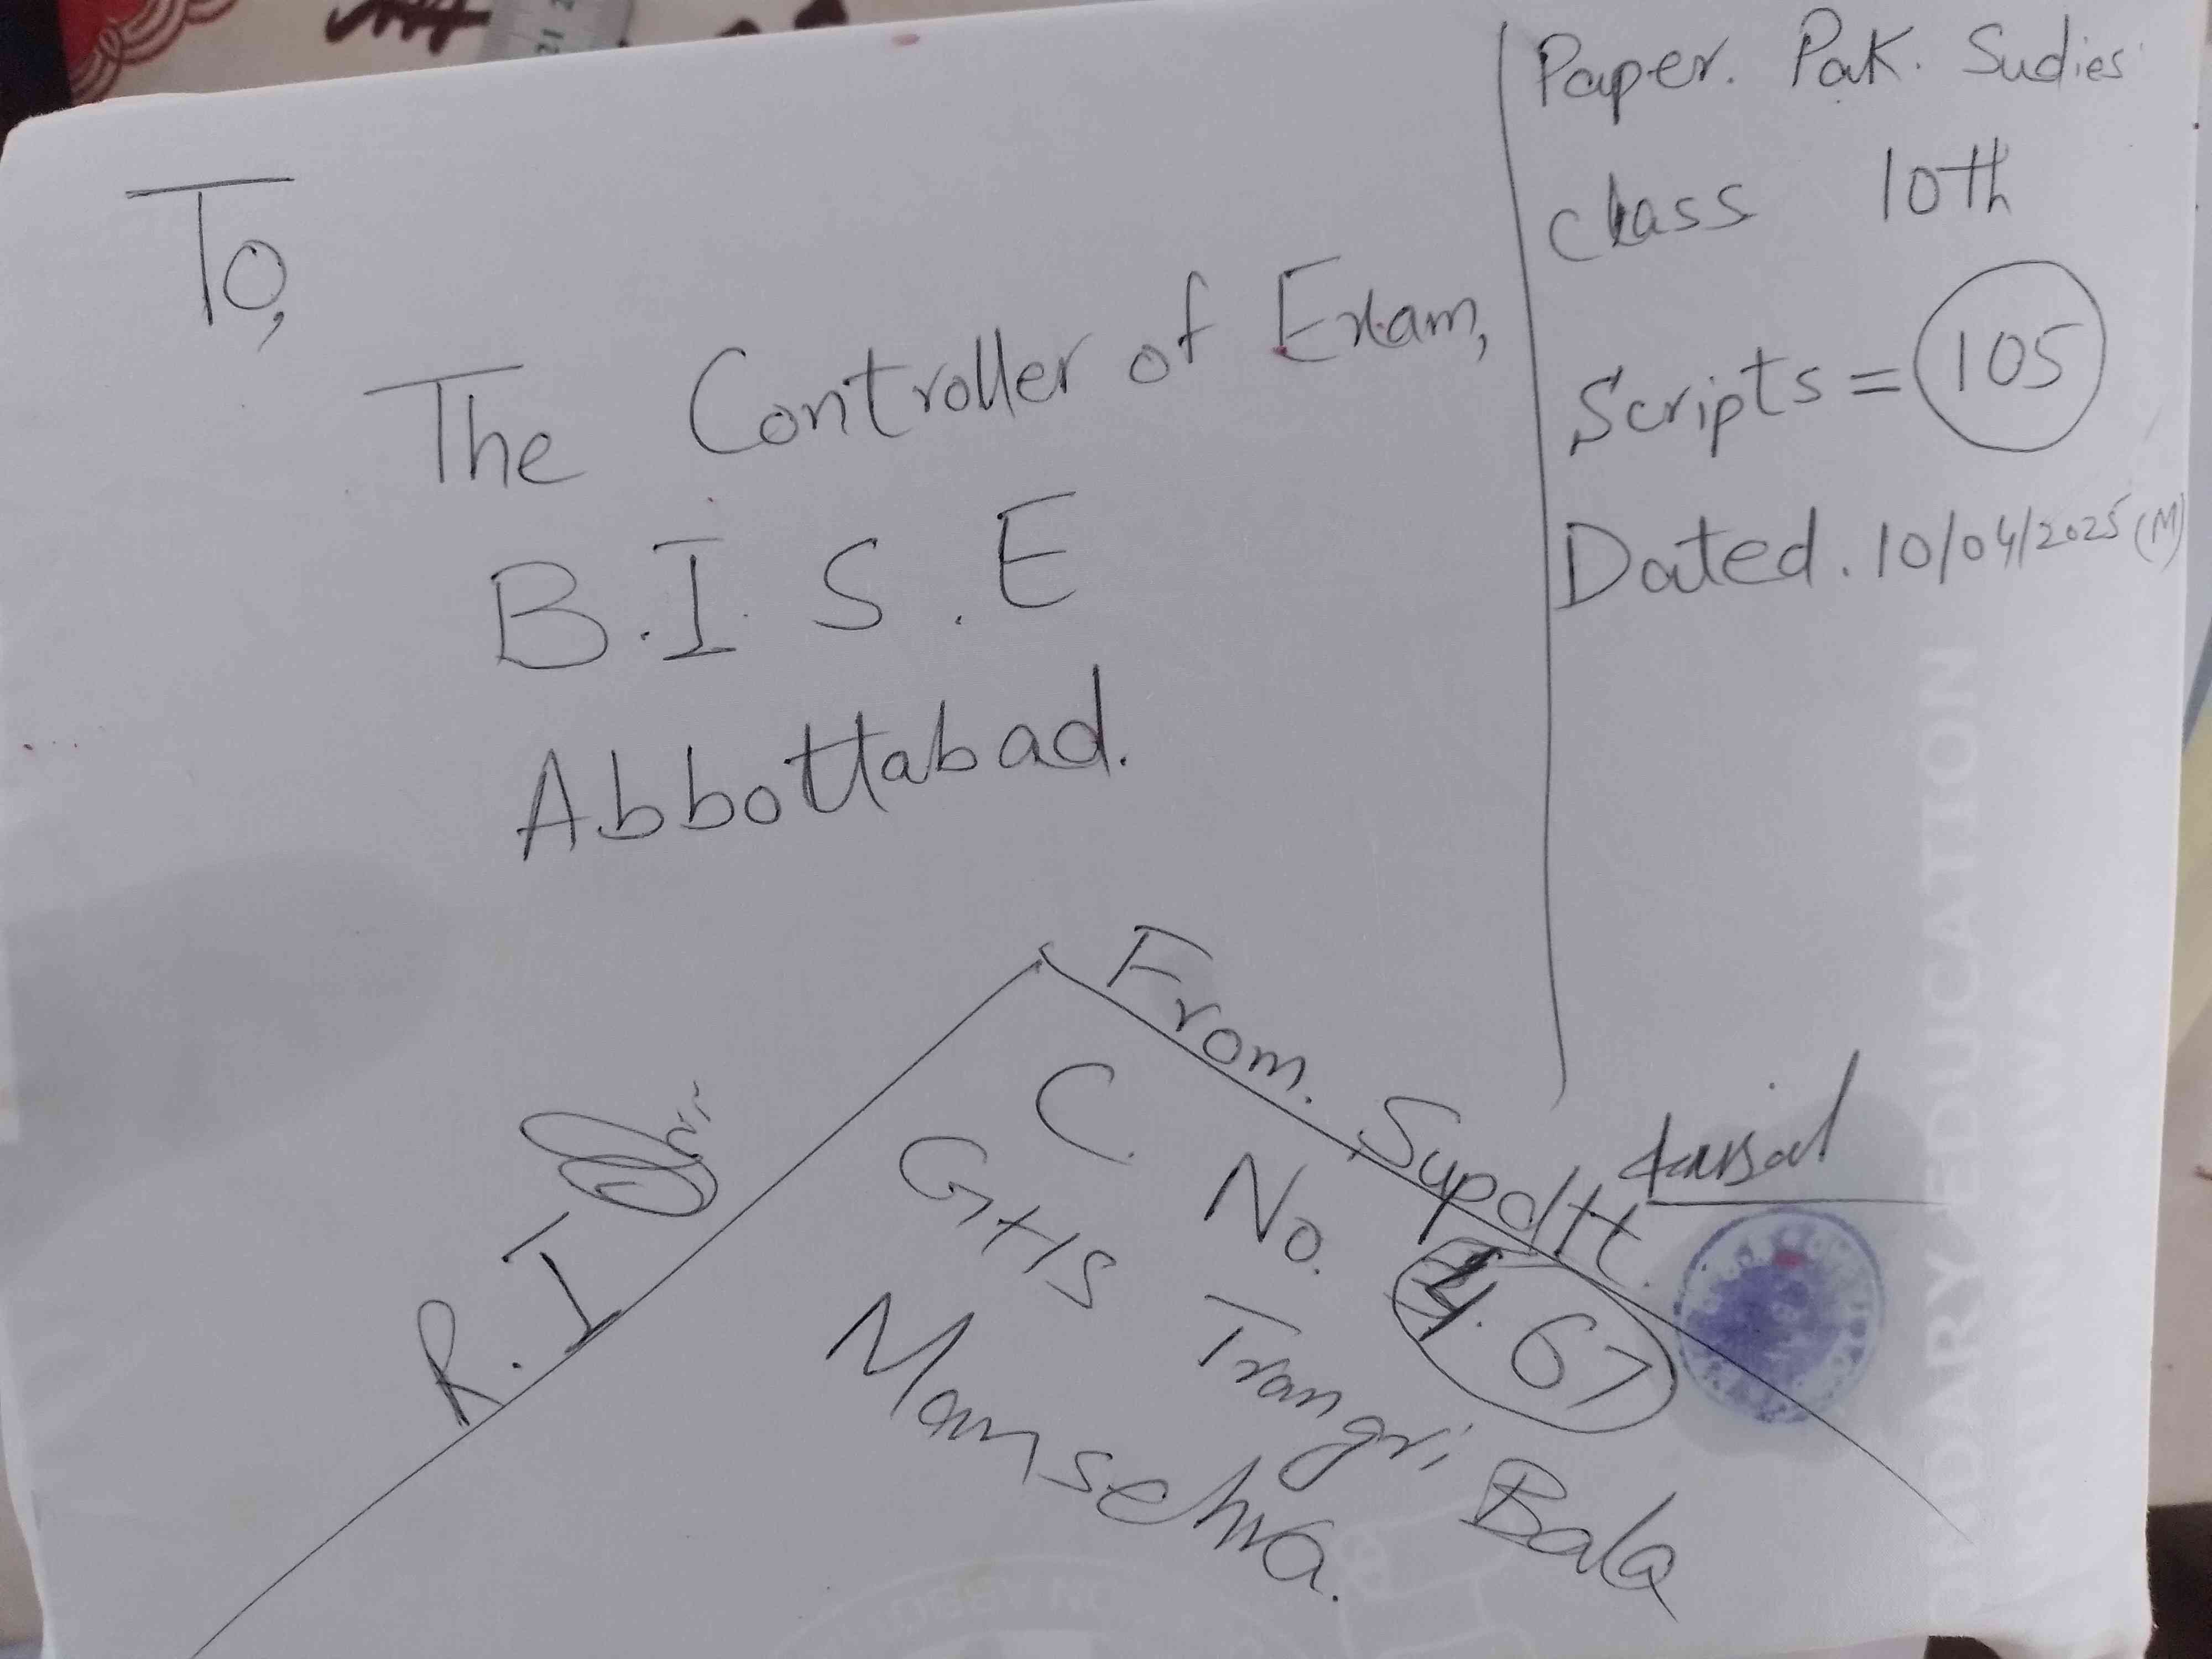 To,
The Controller of Exam,
B.I.S.E
Abbottabad.
Paper. Pak. Sudies
class 10th
Scripts = 105
Dated. 10/04/2025 (M)
R.I
From. Supdtt.
C. No. 67
GHS Trangri Bala
Mansehra.
21